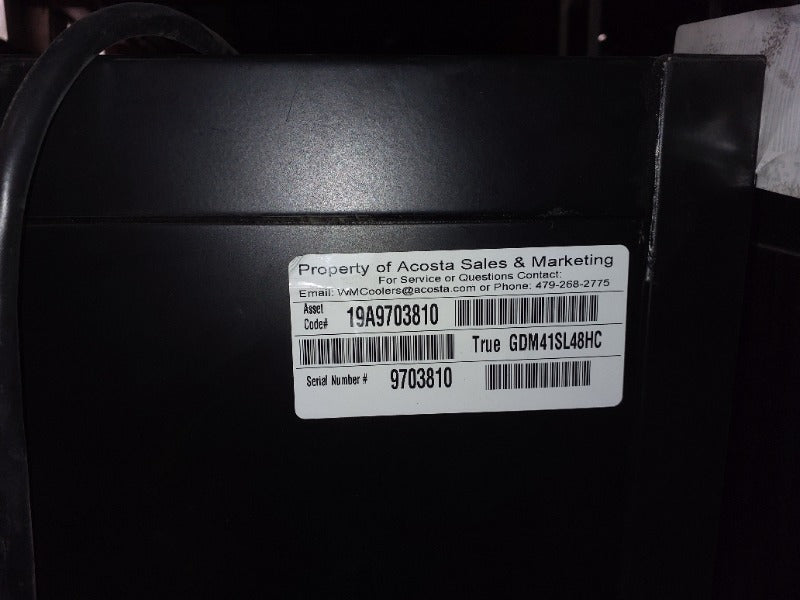 Property of Acosta Sales & Marketing
For Service or Questions Contact:
Email: WMCoolers@acosta.com or Phone: 479-268-2775
Asset
Code# 19A9703810
True GDM41SL48HC
Serial Number # 9703810